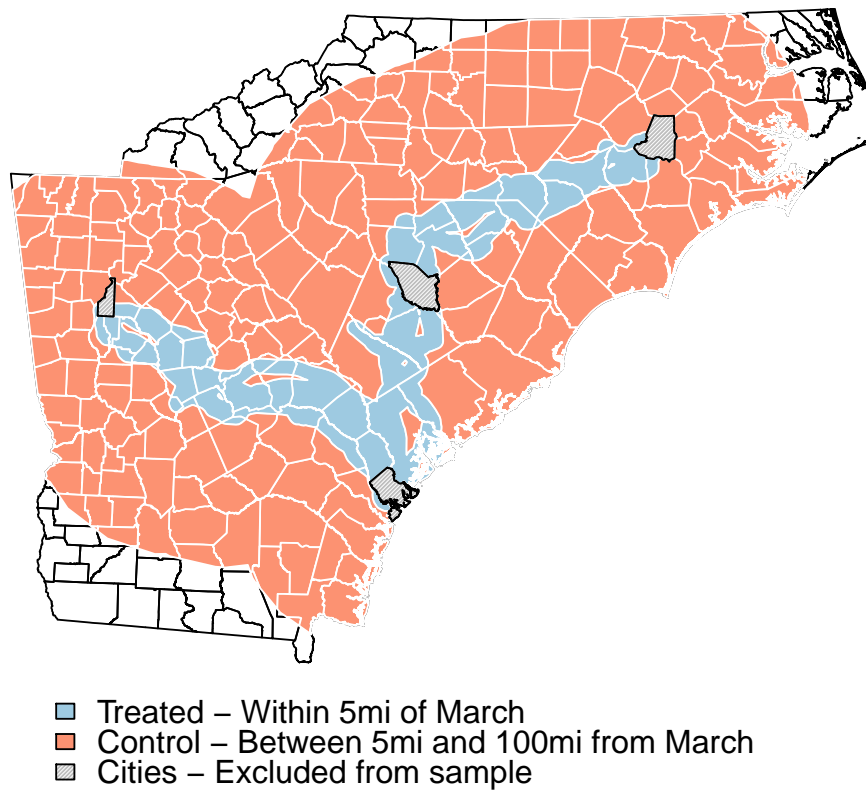 Treated – Within 5mi of March
Control – Between 5mi and 100mi from March
Cities – Excluded from sample